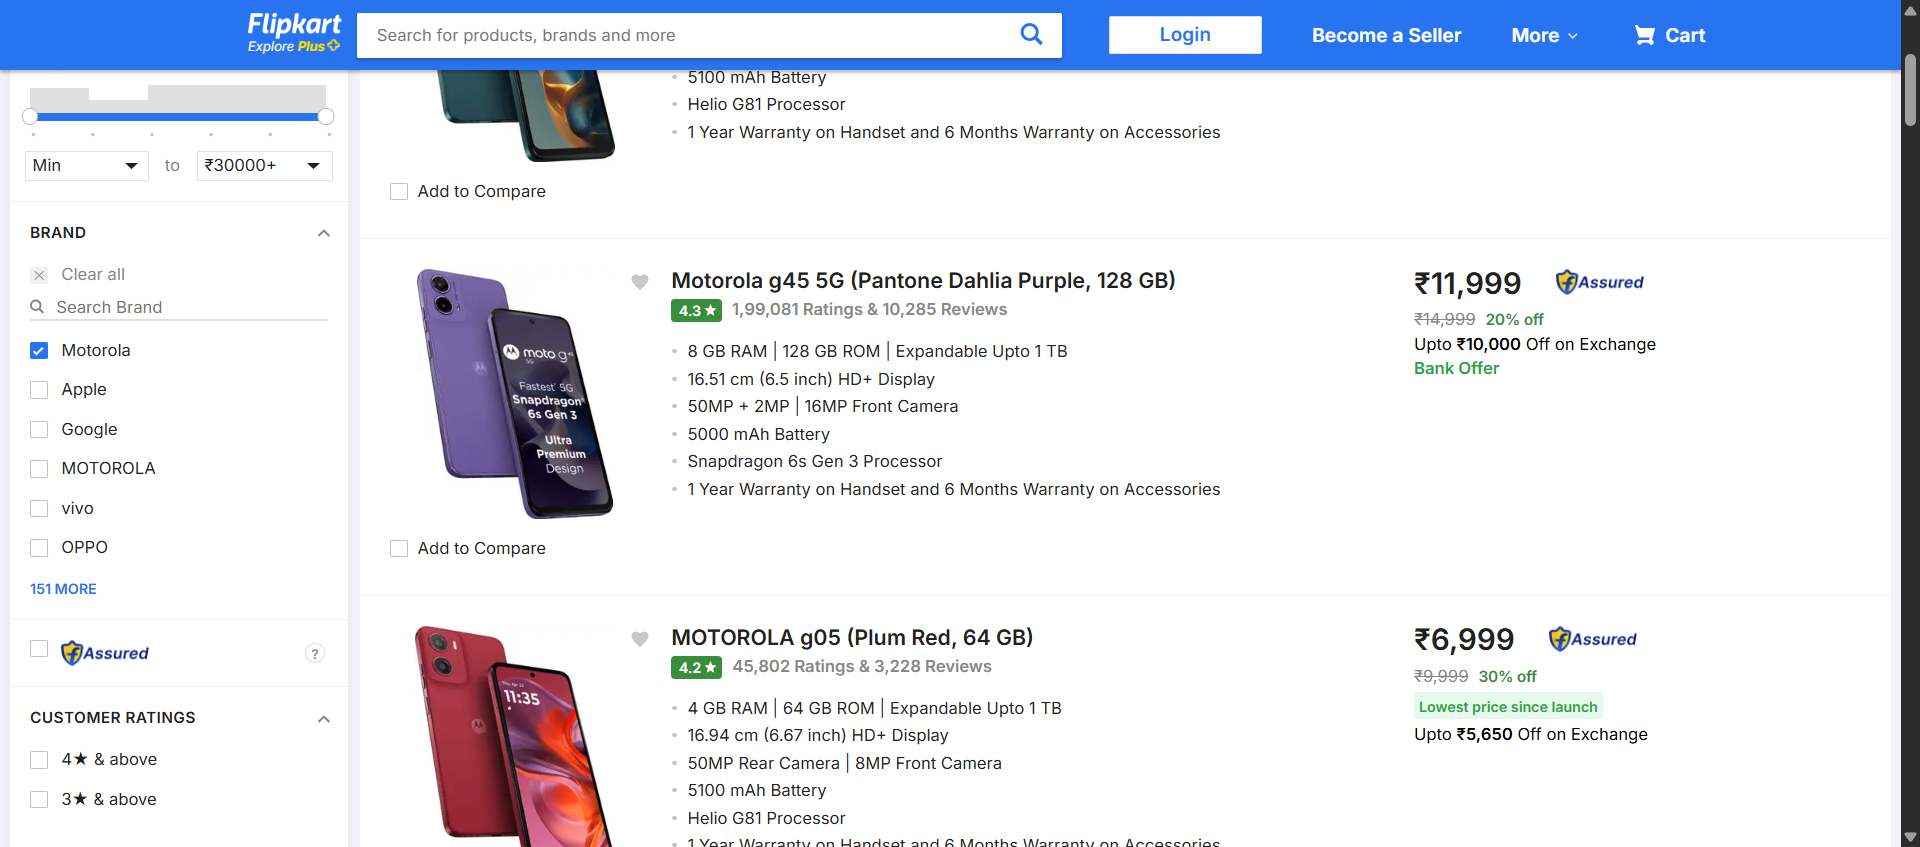 Flipkart
Explore Plus
Search for products, brands and more
Login
Become a Seller
More
Cart
Min
to
₹30000+
BRAND
Clear all
Search Brand
Motorola
Apple
Google
MOTOROLA
vivo
OPPO
151 MORE
Assured
?
CUSTOMER RATINGS
4★ & above
3★ & above
5100 mAh Battery
Helio G81 Processor
1 Year Warranty on Handset and 6 Months Warranty on Accessories
Add to Compare
moto g45
5G
Fastest 5G
Snapdragon
6s Gen 3
Ultra
Premium
Design
Motorola g45 5G (Pantone Dahlia Purple, 128 GB)
4.3★ 1,99,081 Ratings & 10,285 Reviews
8 GB RAM | 128 GB ROM | Expandable Upto 1 TB
16.51 cm (6.5 inch) HD+ Display
50MP + 2MP | 16MP Front Camera
5000 mAh Battery
Snapdragon 6s Gen 3 Processor
1 Year Warranty on Handset and 6 Months Warranty on Accessories
₹11,999
Assured
₹14,999 20% off
Upto ₹10,000 Off on Exchange
Bank Offer
Add to Compare
11:35
MOTOROLA g05 (Plum Red, 64 GB)
4.2★ 45,802 Ratings & 3,228 Reviews
4 GB RAM | 64 GB ROM | Expandable Upto 1 TB
16.94 cm (6.67 inch) HD+ Display
50MP Rear Camera | 8MP Front Camera
5100 mAh Battery
Helio G81 Processor
1 Year Warranty on Handset and 6 Months Warranty on Accessories
₹6,999
Assured
₹9,999 30% off
Lowest price since launch
Upto ₹5,650 Off on Exchange